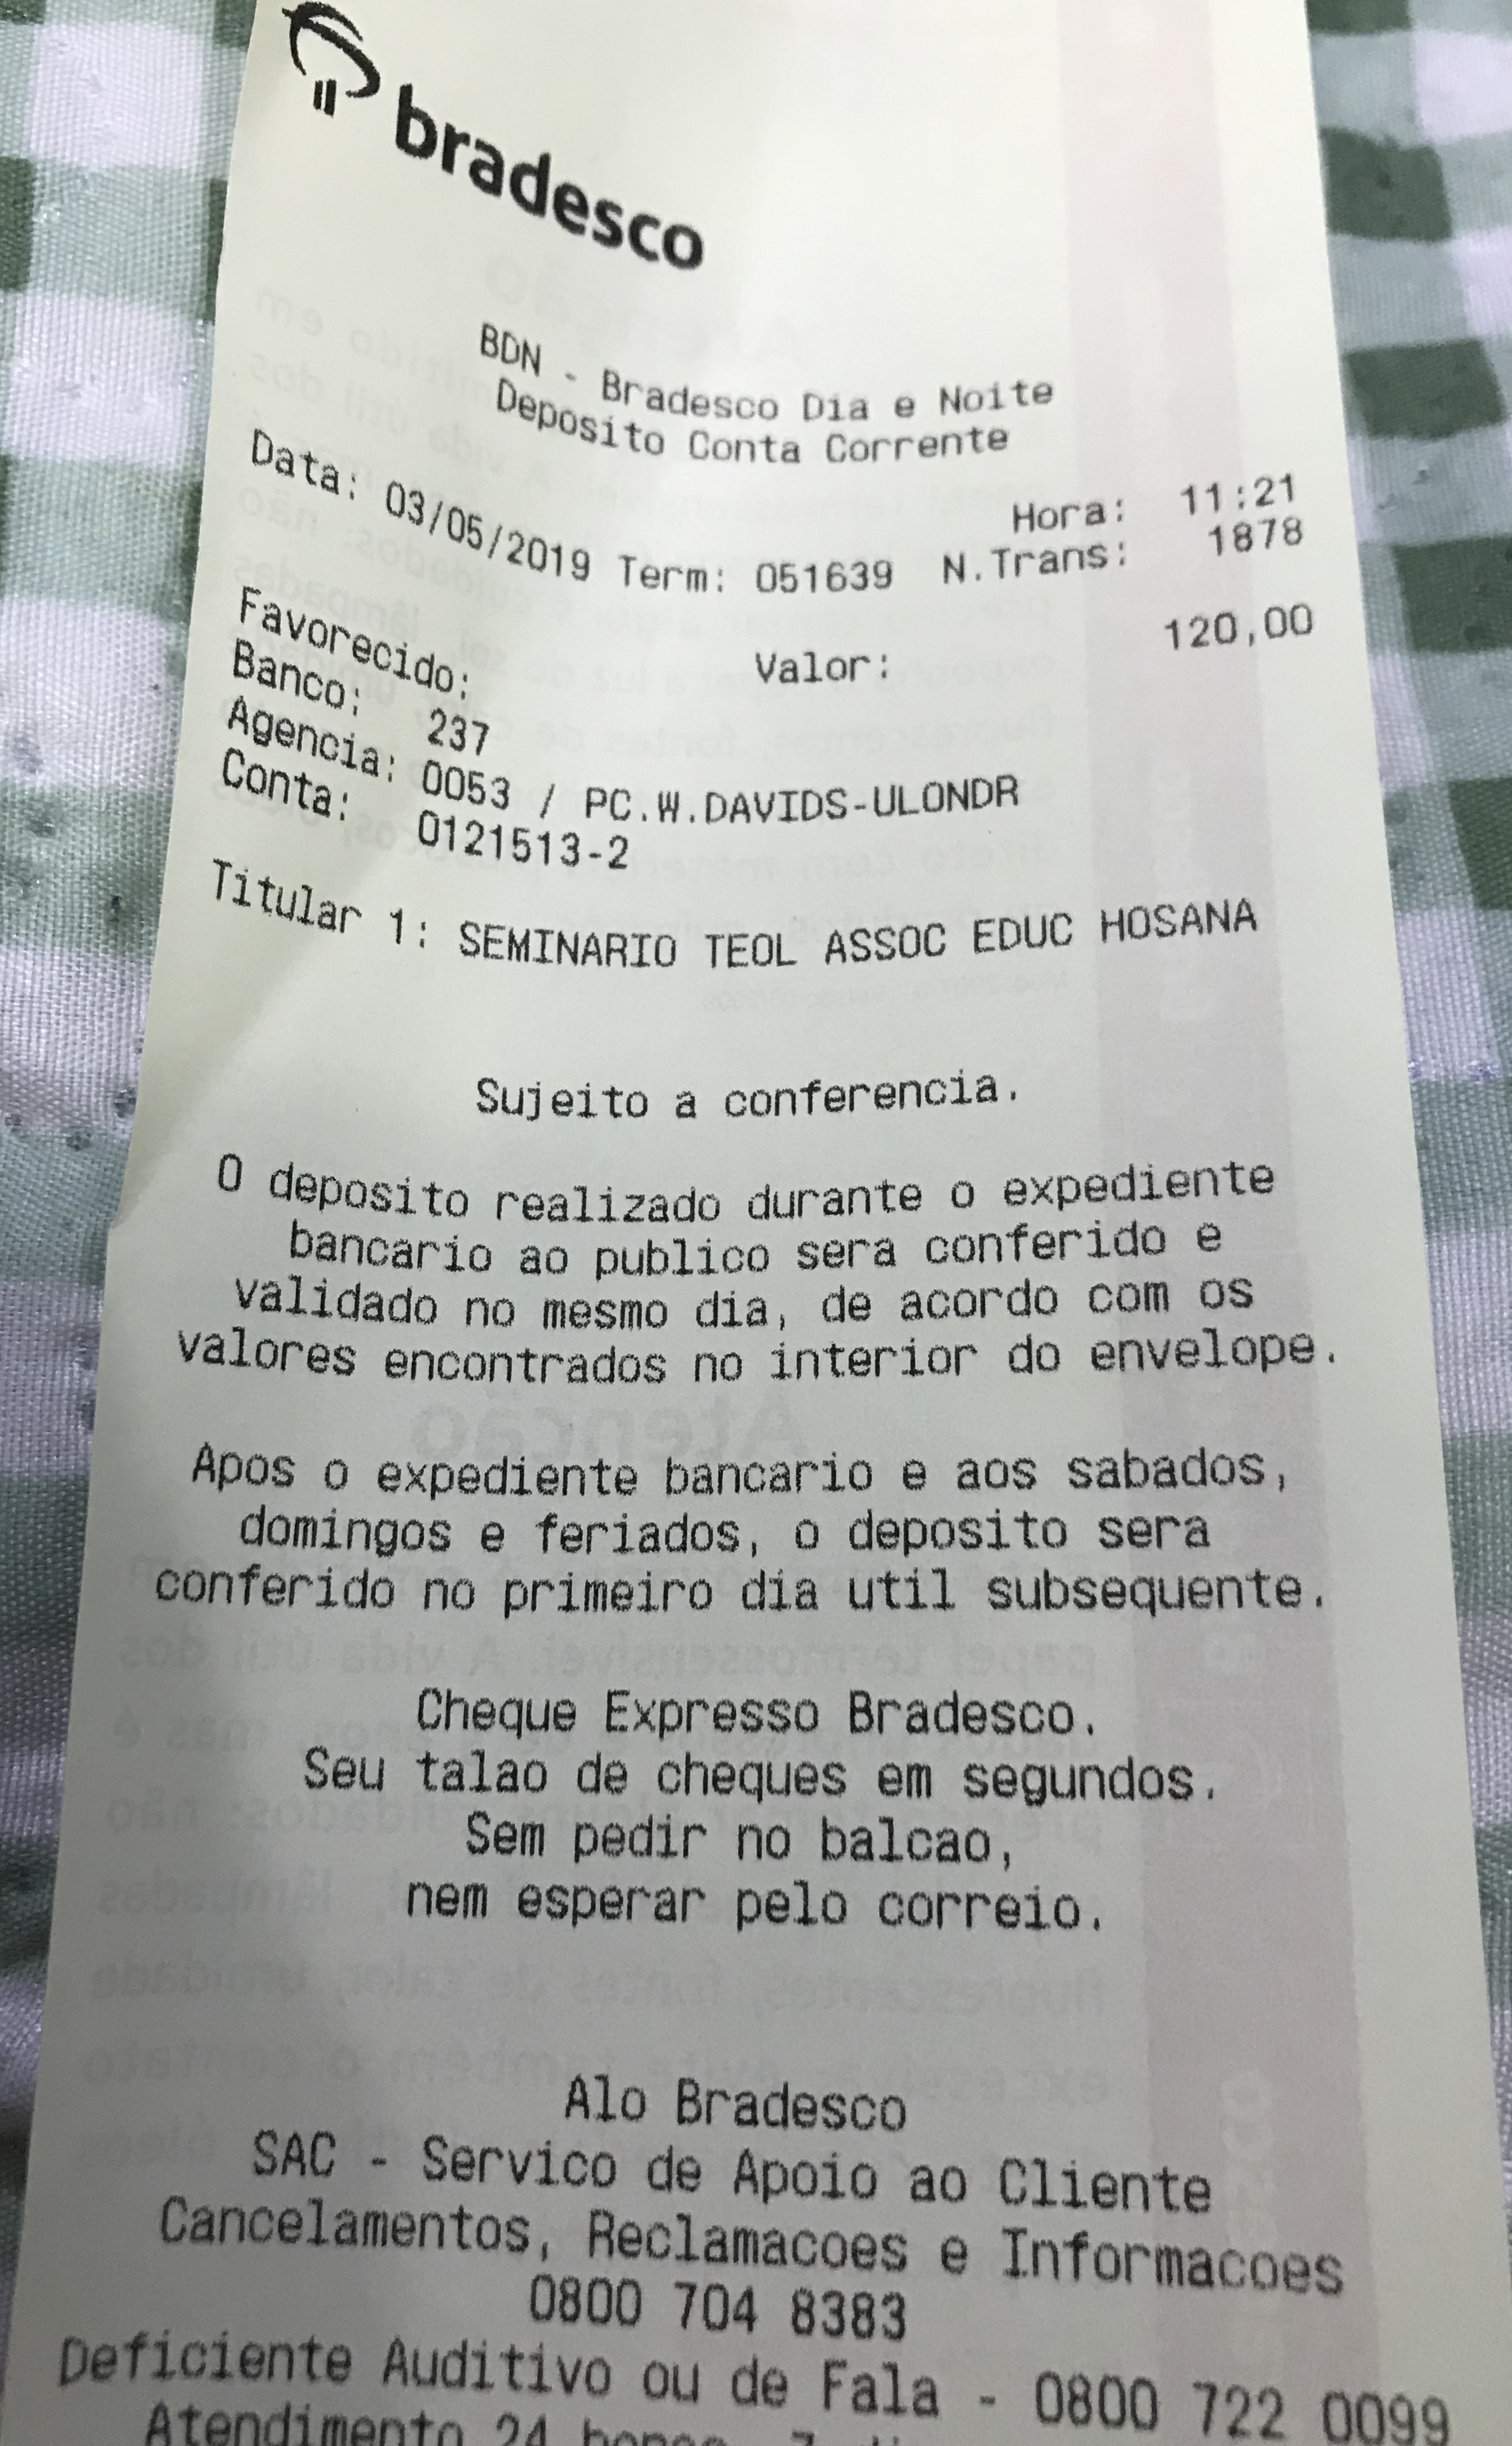 bradesco
BDN - Bradesco Dia e Noite
Deposito Conta Corrente
Hora: 11:21
Data: 03/05/2019 Term: 051639 N.Trans: 1878
Valor: 120,00
Favorecido:
Banco: 237
Agencia: 0053 / PC.W.DAVIDS-ULONDR
Conta: 0121513-2
Titular 1: SEMINARIO TEOL ASSOC EDUC HOSANA
Sujeito a conferencia.
O deposito realizado durante o expediente
bancario ao publico sera conferido e
validado no mesmo dia, de acordo com os
valores encontrados no interior do envelope.
Apos o expediente bancario e aos sabados,
domingos e feriados, o deposito sera
conferido no primeiro dia util subsequente.
Cheque Expresso Bradesco.
Seu talao de cheques em segundos.
Sem pedir no balcao,
nem esperar pelo correio.
Alo Bradesco
SAC - Servico de Apoio ao Cliente
Cancelamentos, Reclamacoes e Informacoes
0800 704 8383
Deficiente Auditivo ou de Fala - 0800 722 0099
Atendimento 24